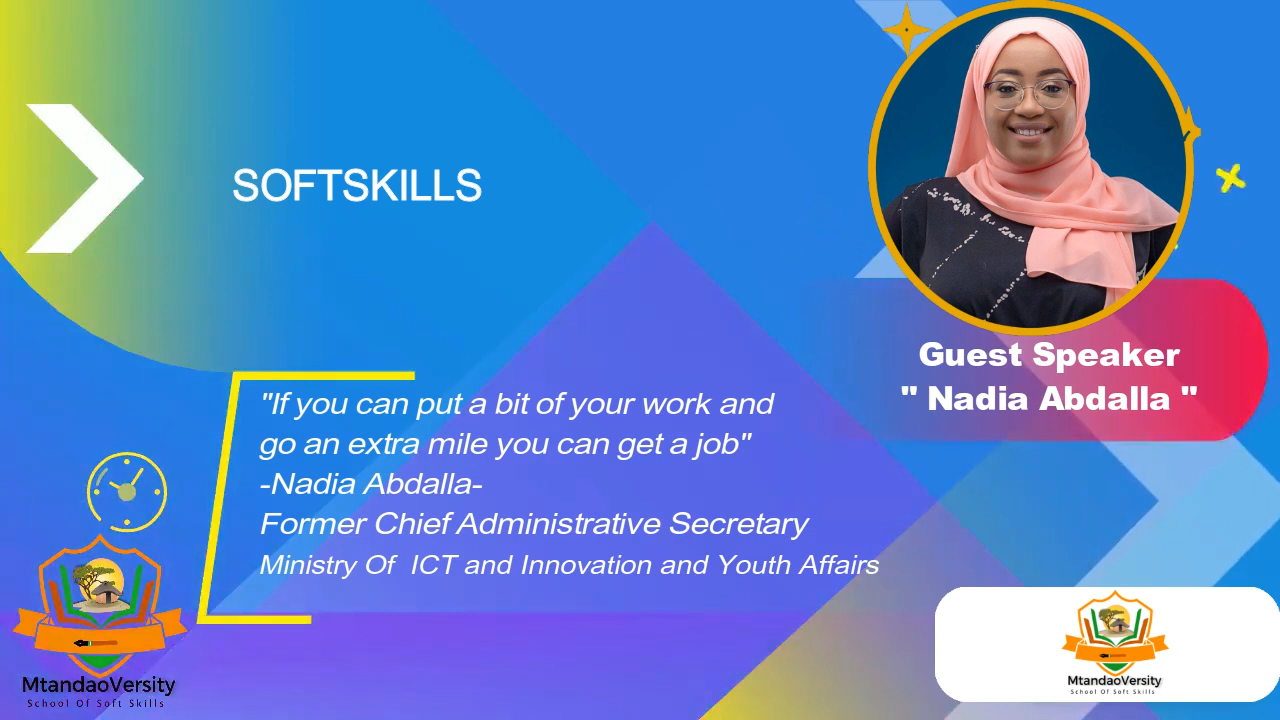 SOFTSKILLS
Guest Speaker
" Nadia Abdalla "
"If you can put a bit of your work and
go an extra mile you can get a job"
-Nadia Abdalla-
Former Chief Administrative Secretary
Ministry Of ICT and Innovation and Youth Affairs
MtandaoVersity
School Of Soft Skills
MtandaoVersity
School Of Soft Skills